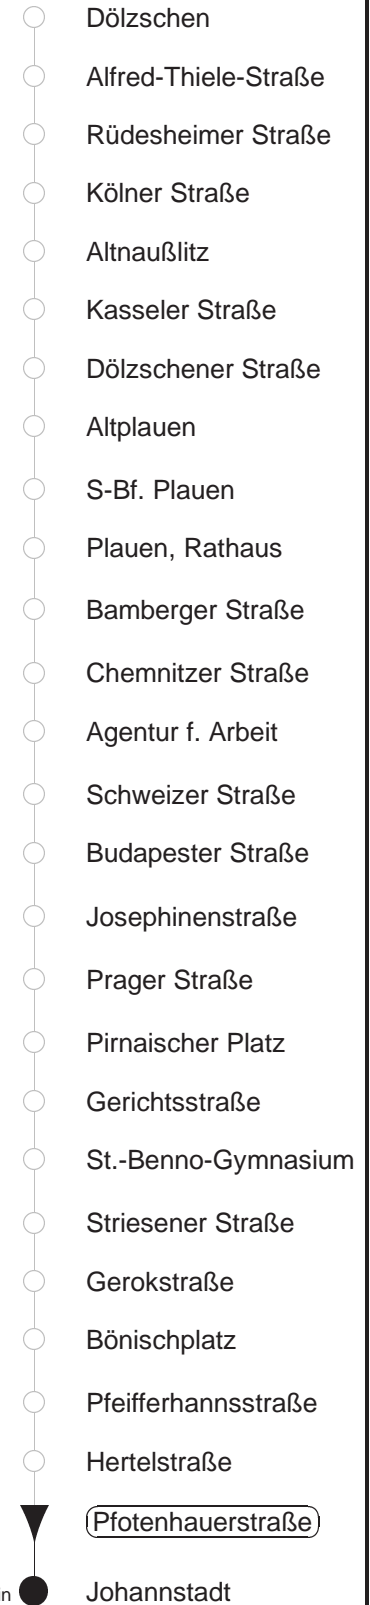 Dölzschen
Alfred-Thiele-Straße
Rüdesheimer Straße
Kölner Straße
Altnaußlitz
Kasseler Straße
Dölzschener Straße
Altplauen
S-Bf. Plauen
Plauen, Rathaus
Bamberger Straße
Chemnitzer Straße
Agentur f. Arbeit
Schweizer Straße
Budapester Straße
Josephinenstraße
Prager Straße
Pirnaischer Platz
Gerichtsstraße
St.-Benno-Gymnasium
Striesener Straße
Gerokstraße
Bönischplatz
Pfeifferhannsstraße
Hertelstraße
Pfotenhauerstraße
Johannstadt